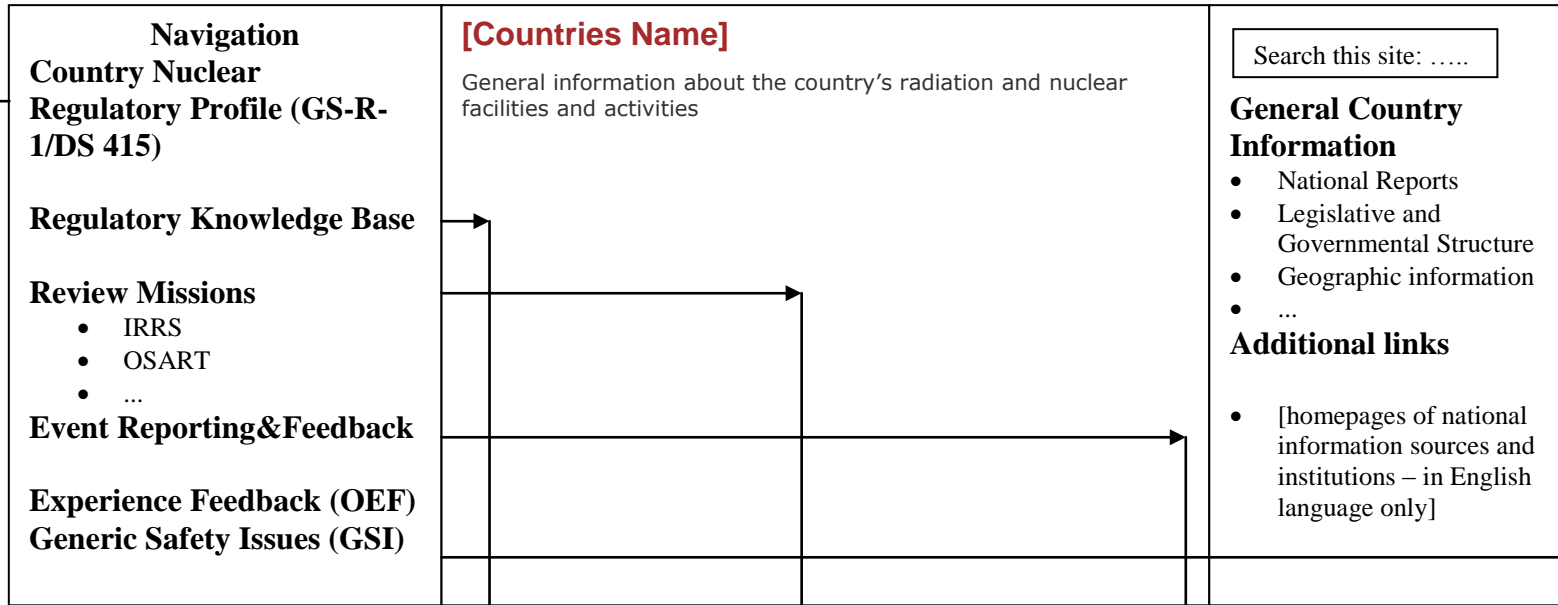 Navigation
Country Nuclear
Regulatory Profile (GS-R-
1/DS 415)
Regulatory Knowledge Base
Review Missions
• IRRS
• OSART
• ...
Event Reporting&Feedback
Experience Feedback (OEF)
Generic Safety Issues (GSI)
[Countries Name]
General information about the country's radiation and nuclear
facilities and activities
Search this site: …..
General Country
Information
• National Reports
• Legislative and
Governmental Structure
• Geographic information
• ...
Additional links
• [homepages of national
information sources and
institutions – in English
language only]